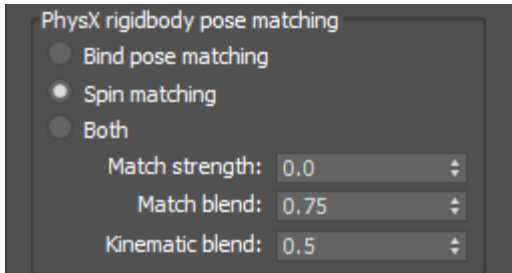 PhysX rigidbody pose matching
Bind pose matching
Spin matching
Both
Match strength: 0.0
Match blend: 0.75
Kinematic blend: 0.5